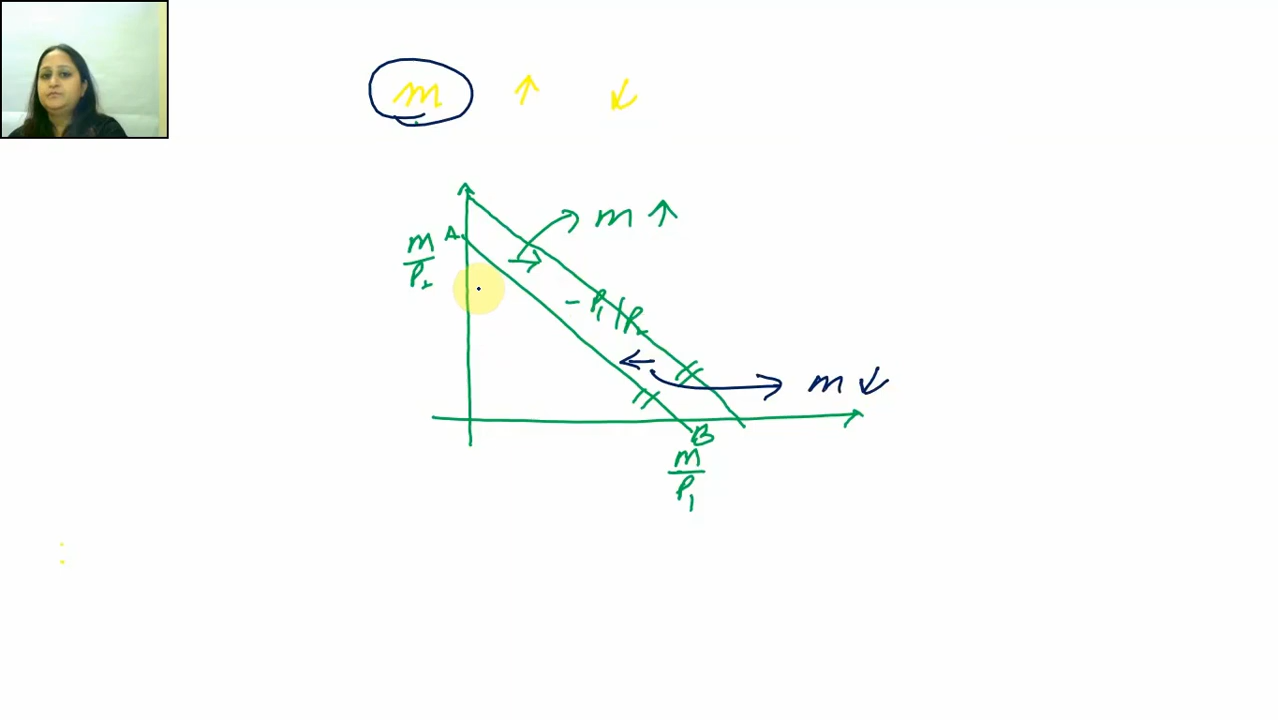 m ↑ ↓
m ↑
A
m/P₂
- P₁/P₂
m ↓
B
m/P₁